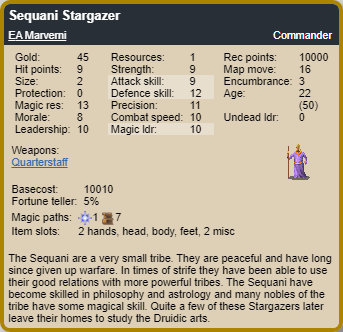 Sequani Stargazer
EA Marverni Commander
Gold: 45 Resources: 1 Rec points: 10000
Hit points: 9 Strength: 9 Map move: 16
Size: 2 Attack skill: 9 Encumbrance: 3
Protection: 0 Defence skill: 12 Age: 22
Magic res: 13 Precision: 11 (50)
Morale: 8 Combat speed: 10 Undead ldr: 0
Leadership: 10 Magic ldr: 10
Weapons:
Quarterstaff
Basecost: 10010
Fortune teller: 5%
Magic paths: 1 7
Item slots: 2 hands, head, body, feet, 2 misc
The Sequani are a very small tribe. They are peaceful and have long
since given up warfare. In times of strife they have been able to use
their good relations with more powerful tribes. The Sequani have
become skilled in philosophy and astrology and many nobles of the
tribe have some magical skill. Quite a few of these Stargazers later
leave their homes to study the Druidic arts.